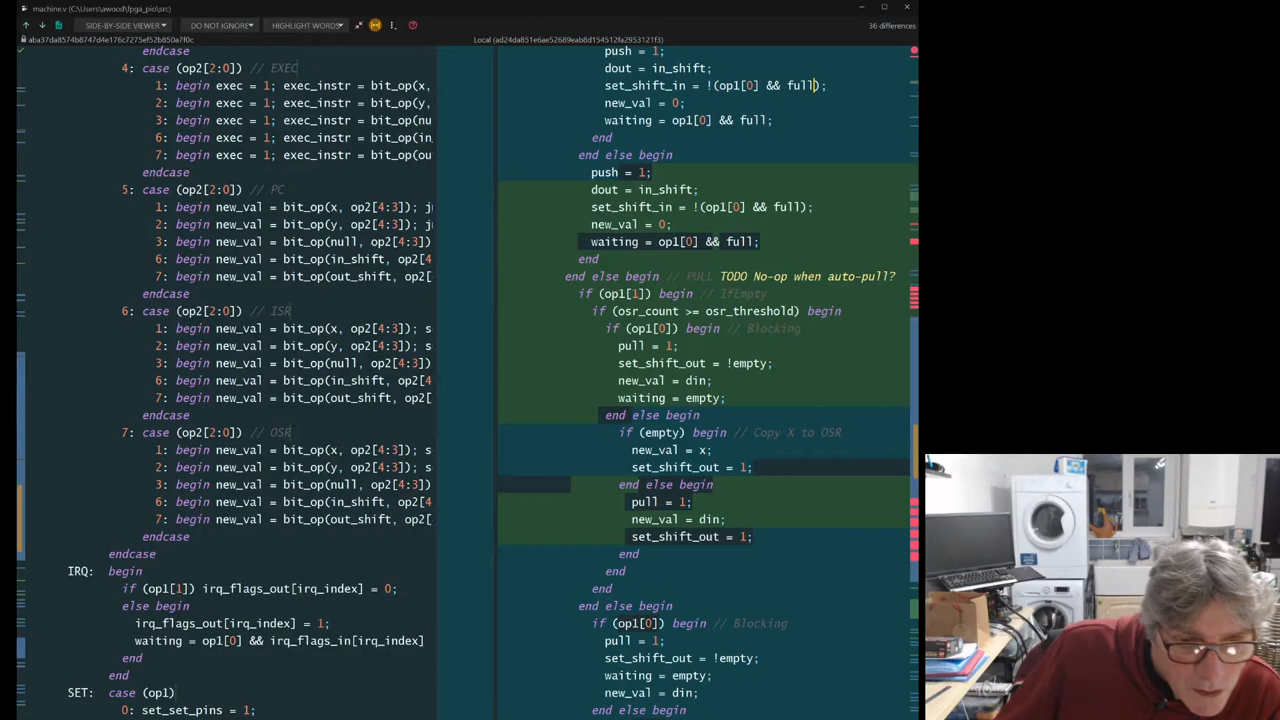 machine.v (C:\Users\awood\fpga_pio\src)
SIDE-BY-SIDE VIEWER DO NOT IGNORE HIGHLIGHT WORDS 36 differences
aba37da8574b8747d4e176c7275ef52b850a7f0c
Local (ad24da851e6ae52689eab8d154512fa2953121f3)
endcase
4: case (op2[2:0]) // EXEC
1: begin exec = 1; exec_instr = bit_op(x,
2: begin exec = 1; exec_instr = bit_op(y,
3: begin exec = 1; exec_instr = bit_op(nu
6: begin exec = 1; exec_instr = bit_op(in
7: begin exec = 1; exec_instr = bit_op(ou
endcase
5: case (op2[2:0]) // PC
1: begin new_val = bit_op(x, op2[4:3]); j
2: begin new_val = bit_op(y, op2[4:3]); j
3: begin new_val = bit_op(null, op2[4:3])
6: begin new_val = bit_op(in_shift, op2[4
7: begin new_val = bit_op(out_shift, op2[
endcase
6: case (op2[2:0]) // ISR
1: begin new_val = bit_op(x, op2[4:3]); s
2: begin new_val = bit_op(y, op2[4:3]); s
3: begin new_val = bit_op(null, op2[4:3])
6: begin new_val = bit_op(in_shift, op2[4
7: begin new_val = bit_op(out_shift, op2[
endcase
7: case (op2[2:0]) // OSR
1: begin new_val = bit_op(x, op2[4:3]); s
2: begin new_val = bit_op(y, op2[4:3]); s
3: begin new_val = bit_op(null, op2[4:3])
6: begin new_val = bit_op(in_shift, op2[4
7: begin new_val = bit_op(out_shift, op2[
endcase
endcase
IRQ: begin
if (op1[1]) irq_flags_out[irq_index] = 0;
else begin
irq_flags_out[irq_index] = 1;
waiting = op1[0] && irq_flags_in[irq_index]
end
end
SET: case (op1)
set_set_pins = 1;
push = 1;
dout = in_shift;
set_shift_in = !(op1[0] && full);
new_val = 0;
waiting = op1[0] && full;
end
end else begin
push = 1;
dout = in_shift;
set_shift_in = !(op1[0] && full);
new_val = 0;
waiting = op1[0] && full;
end
end else begin // PULL TODO No-op when auto-pull?
if (op1[1]) begin // IfEmpty
if (osr_count >= osr_threshold) begin
if (op1[0]) begin // Blocking
pull = 1;
set_shift_out = !empty;
new_val = din;
waiting = empty;
end else begin
if (empty) begin // Copy X to OSR
new_val = x;
set_shift_out = 1;
end else begin
pull = 1;
new_val = din;
set_shift_out = 1;
end
end
end
end else begin
if (op1[0]) begin // Blocking
pull = 1;
set_shift_out = !empty;
waiting = empty;
new_val = din;
end else begin